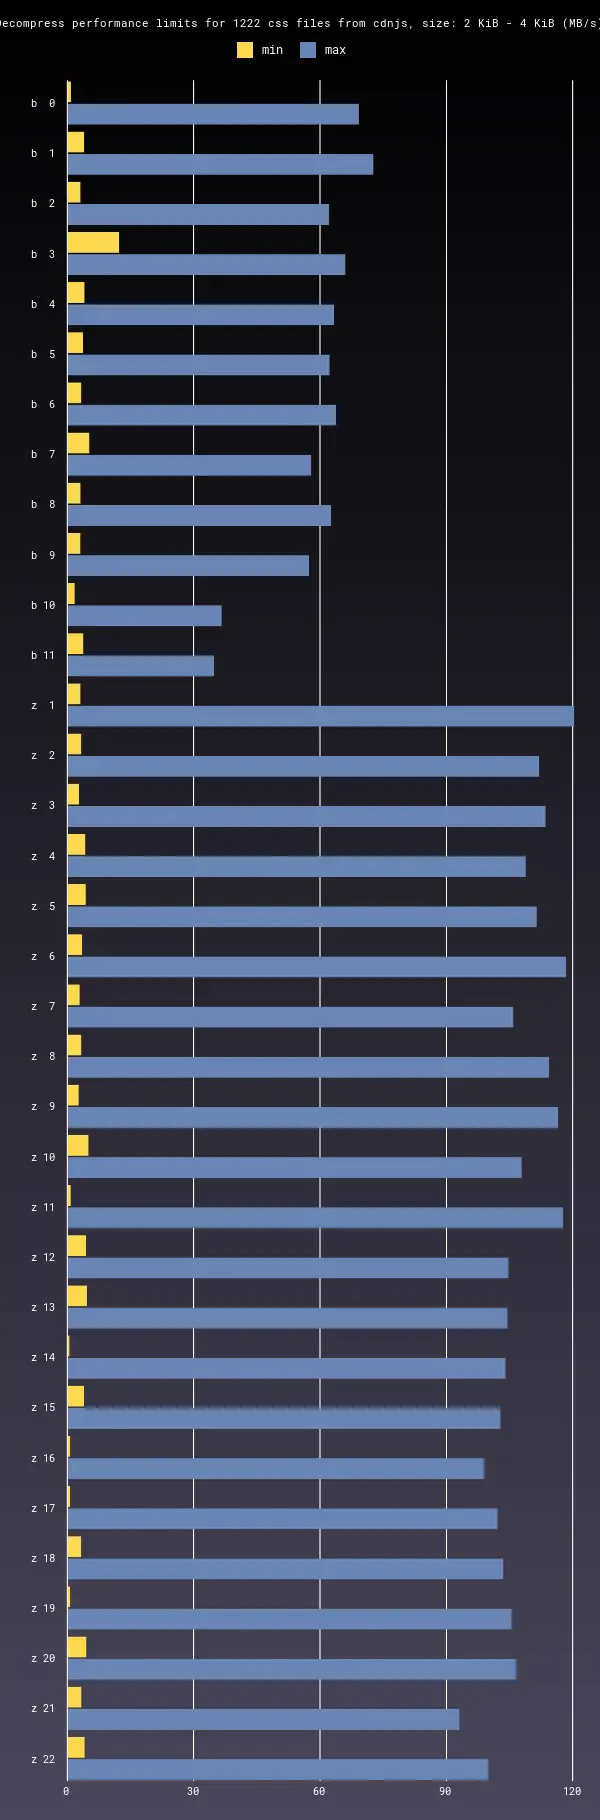 Decompress performance limits for 1222 css files from cdnjs, size: 2 KiB - 4 KiB (MB/s)
min max
b 0
b 1
b 2
b 3
b 4
b 5
b 6
b 7
b 8
b 9
b 10
b 11
z 1
z 2
z 3
z 4
z 5
z 6
z 7
z 8
z 9
z 10
z 11
z 12
z 13
z 14
z 15
z 16
z 17
z 18
z 19
z 20
z 21
z 22
0 30 60 90 120